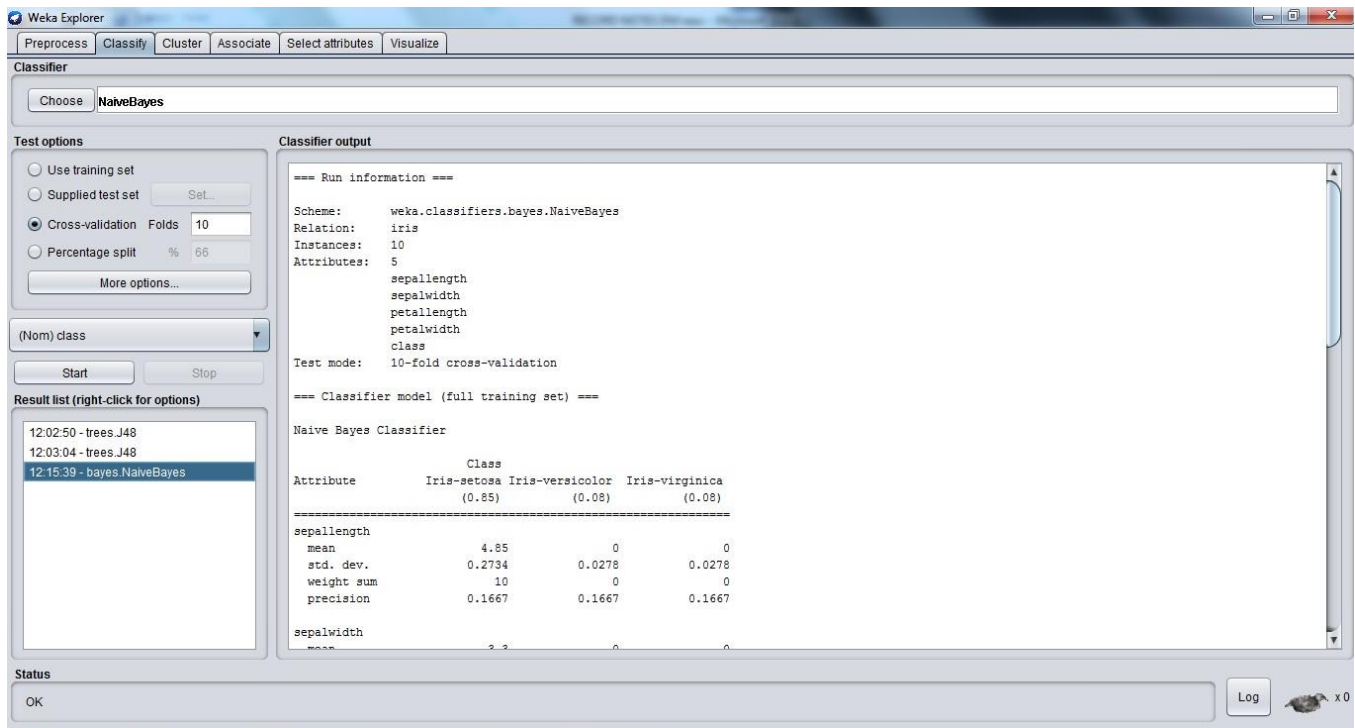 Weka Explorer
Preprocess Classify Cluster Associate Select attributes Visualize
Classifier
Choose NaiveBayes
Test options
Use training set
Supplied test set Set...
Cross-validation Folds 10
Percentage split % 66
More options...
(Nom) class
Start Stop
Result list (right-click for options)
12:02:50 - trees.J48
12:03:04 - trees.J48
12:15:39 - bayes.NaiveBayes
Classifier output
=== Run information ===
Scheme: weka.classifiers.bayes.NaiveBayes
Relation: iris
Instances: 10
Attributes: 5
sepallength
sepalwidth
petallength
petalwidth
class
Test mode: 10-fold cross-validation
=== Classifier model (full training set) ===
Naive Bayes Classifier
Class
Attribute Iris-setosa Iris-versicolor Iris-virginica
(0.85) (0.08) (0.08)
===============================================================
sepallength
mean 4.85 0 0
std. dev. 0.2734 0.0278 0.0278
weight sum 10 0 0
precision 0.1667 0.1667 0.1667
sepalwidth
mean 3.3 0 0
Status
OK
Log x 0